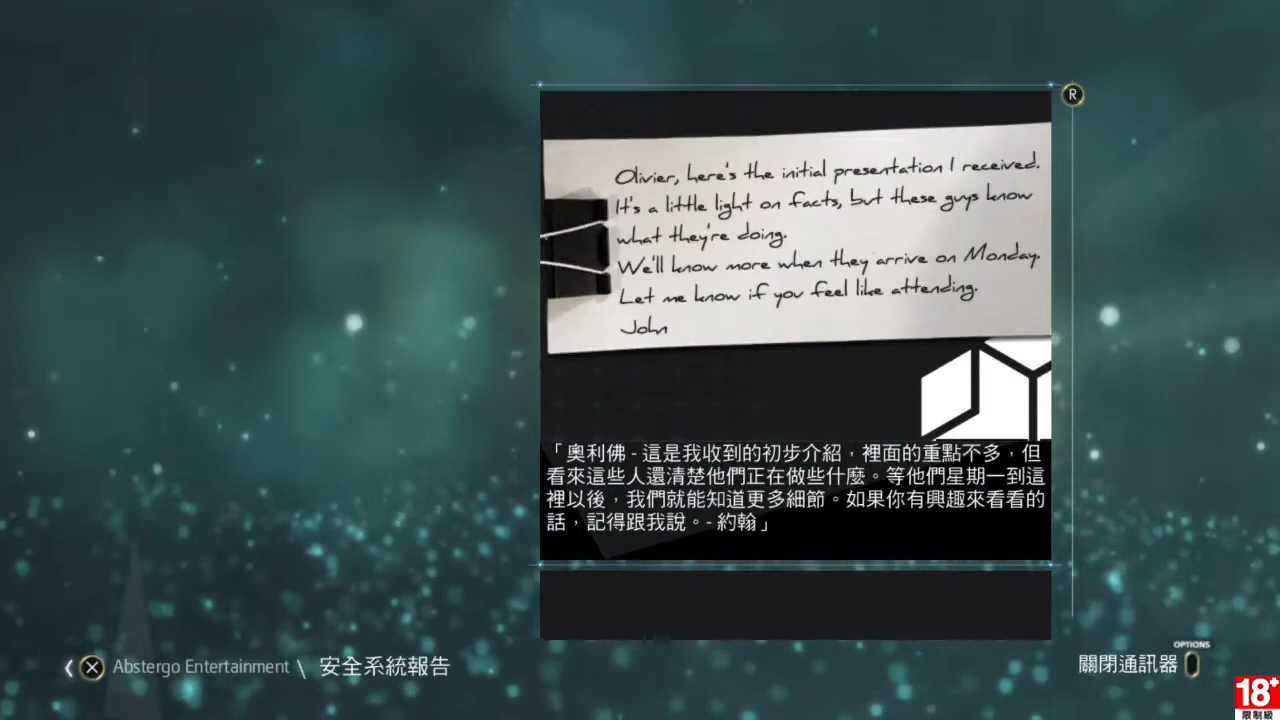 R
Olivier, here's the initial presentation I received.
It's a little light on facts, but these guys know
what they're doing.
We'll know more when they arrive on Monday.
Let me know if you feel like attending.
John
「奧利佛 - 這是我收到的初步介紹，裡面的重點不多，但
看來這些人還清楚他們正在做些什麼。等他們星期一到這
裡以後，我們就能知道更多細節。如果你有興趣來看看的
話，記得跟我說。- 約翰」
Abstergo Entertainment \ 安全系統報告
OPTIONS
關閉通訊器
18+
限制級